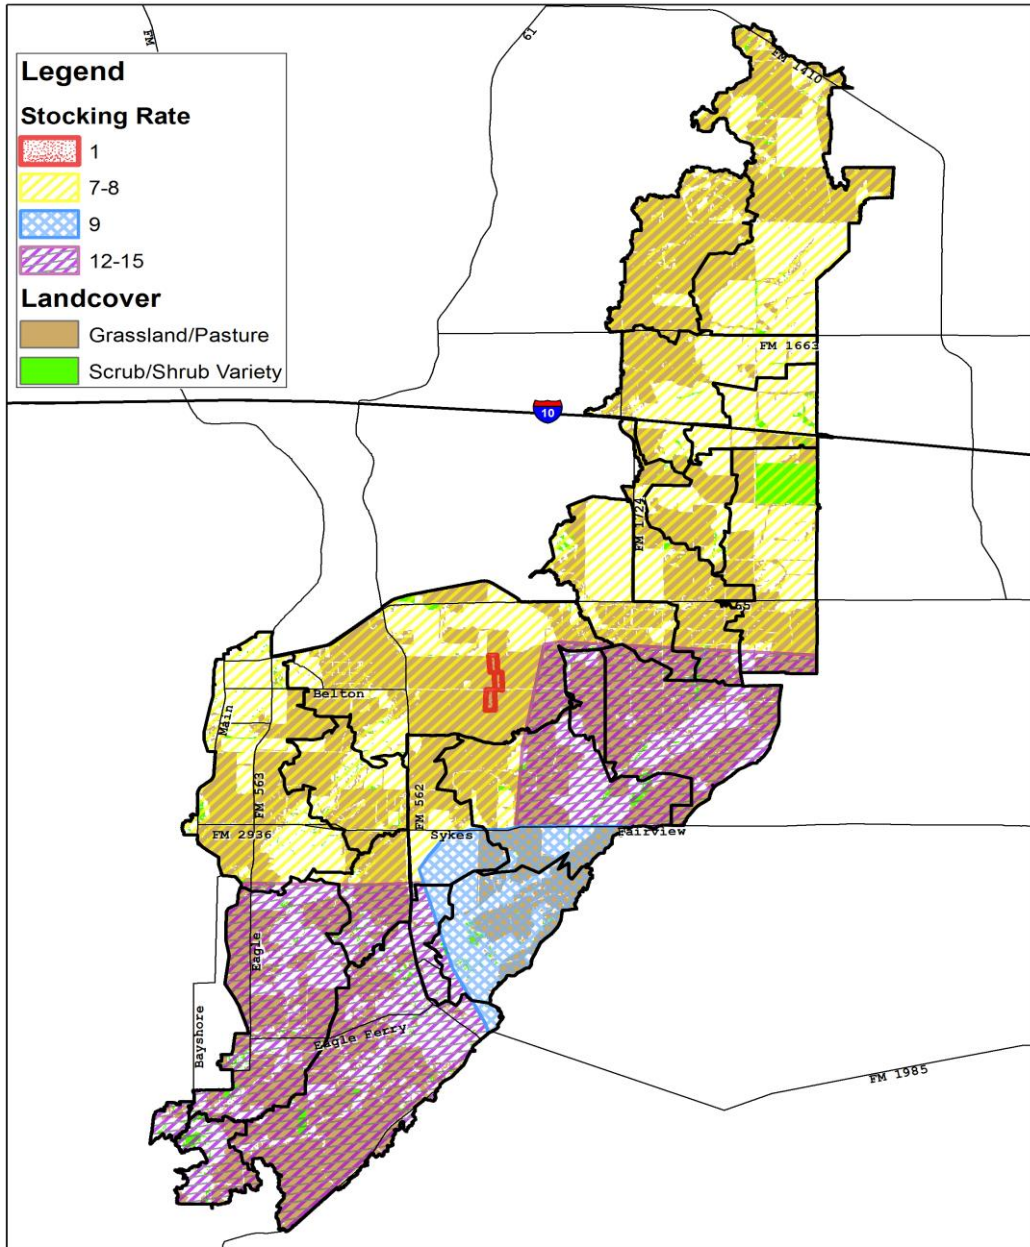 FM
61
FM 1410
Legend
Stocking Rate
1
7-8
9
12-15
Landcover
Grassland/Pasture
Scrub/Shrub Variety
FM 1663
10
FM 1724
65
Belton
Main
FM 563
FM 562
FM 2936
Sykes
Fairview
Eagle
Bayshore
Eagle Ferry
FM 1985